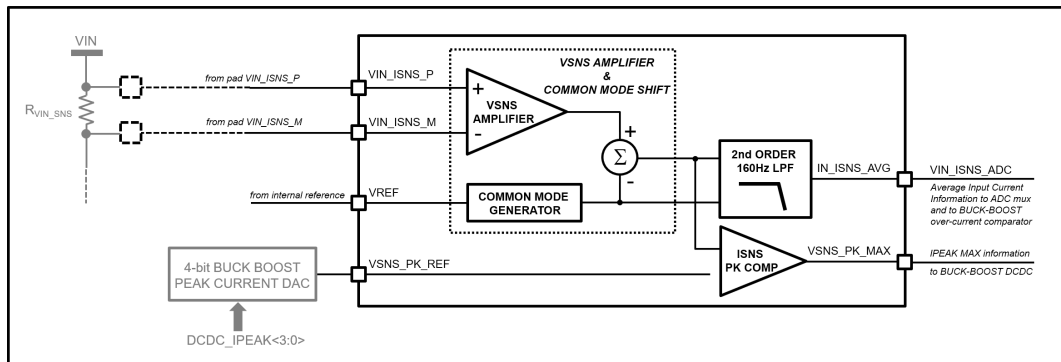 VIN
R_VIN_SNS
from pad VIN_ISNS_P
from pad VIN_ISNS_M
from internal reference
VIN_ISNS_P
VIN_ISNS_M
VREF
VSNS_PK_REF
4-bit BUCK BOOST
PEAK CURRENT DAC
DCDC_IPEAK<3:0>
VSNS AMPLIFIER
&
COMMON MODE SHIFT
+
VSNS
AMPLIFIER
-
+
Σ
-
COMMON MODE
GENERATOR
2nd ORDER
160Hz LPF
ISNS
PK COMP
IN_ISNS_AVG
VSNS_PK_MAX
VIN_ISNS_ADC
Average Input Current
Information to ADC mux
and to BUCK-BOOST
over-current comparator
IPEAK MAX information
to BUCK-BOOST DCDC